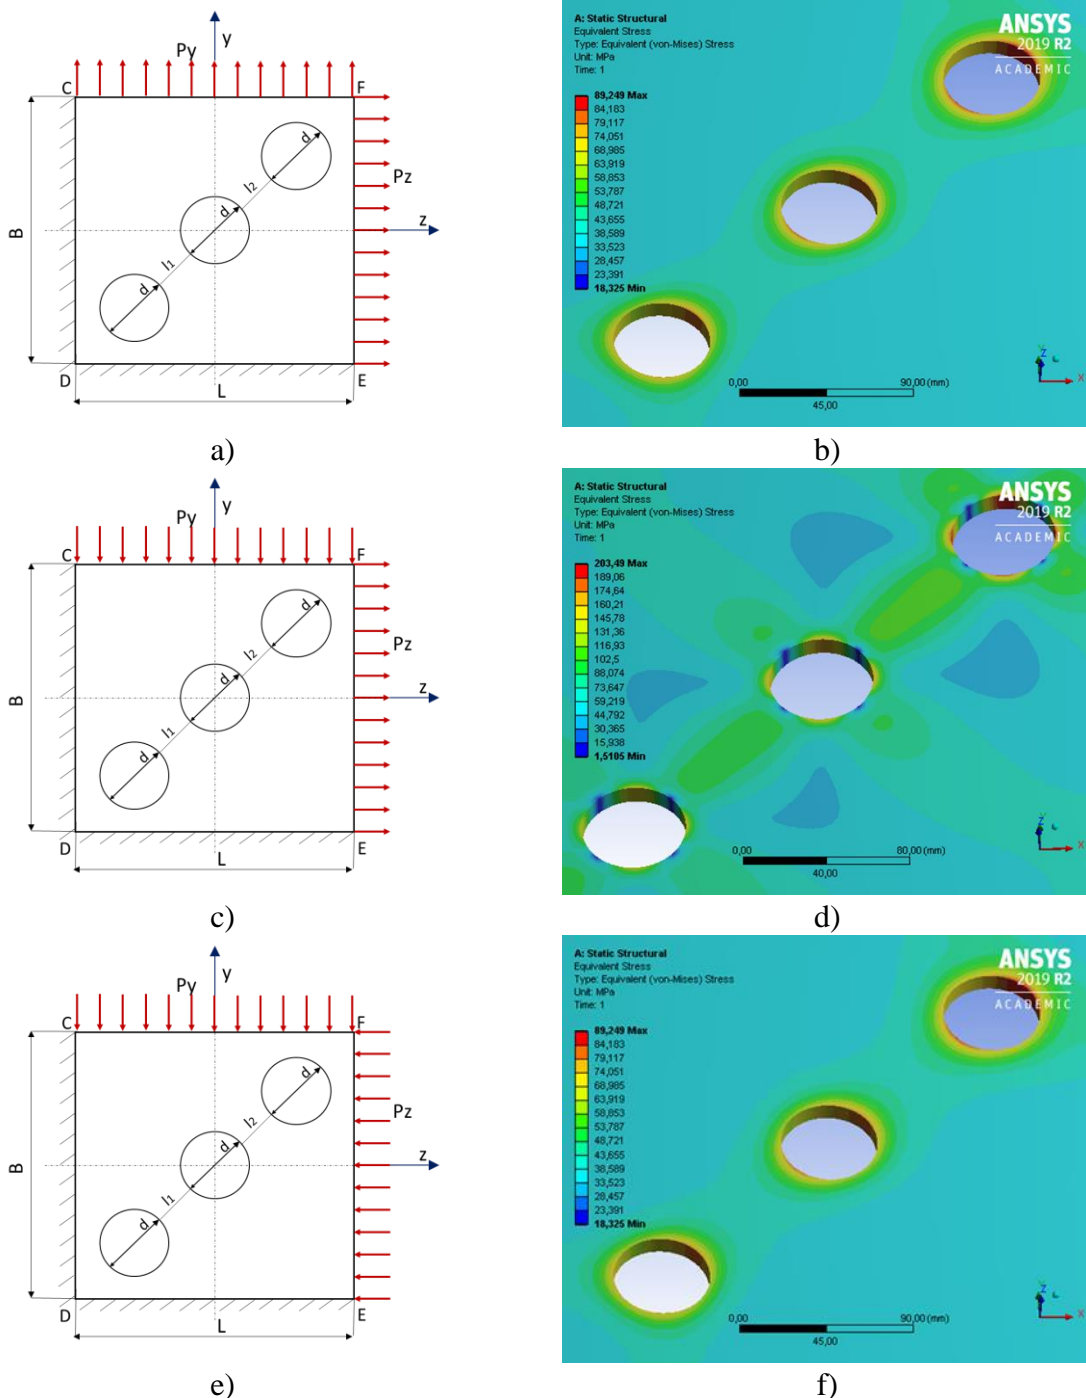 y
Py
C
F
d
l2
Pz
d
B
z
l1
d
D
E
L
a)
A: Static Structural
Equivalent Stress
Type: Equivalent (von-Mises) Stress
Unit: MPa
Time: 1
ANSYS
2019 R2
ACADEMIC
89,249 Max
84,183
79,117
74,051
68,985
63,919
58,853
53,787
48,721
43,655
38,589
33,523
28,457
23,391
18,325 Min
0,00
90,00 (mm)
45,00
Z
X
b)
y
Py
C
F
d
l2
Pz
d
B
z
l1
d
D
E
L
c)
A: Static Structural
Equivalent Stress
Type: Equivalent (von-Mises) Stress
Unit: MPa
Time: 1
ANSYS
2019 R2
ACADEMIC
203,49 Max
189,06
174,64
160,21
145,78
131,36
116,93
102,5
88,074
73,647
59,219
44,792
30,365
15,938
1,5105 Min
0,00
80,00 (mm)
40,00
Z
X
d)
y
Py
C
F
d
l2
Pz
d
B
z
l1
d
D
E
L
e)
A: Static Structural
Equivalent Stress
Type: Equivalent (von-Mises) Stress
Unit: MPa
Time: 1
ANSYS
2019 R2
ACADEMIC
89,249 Max
84,183
79,117
74,051
68,985
63,919
58,853
53,787
48,721
43,655
38,589
33,523
28,457
23,391
18,325 Min
0,00
90,00 (mm)
45,00
Z
X
f)